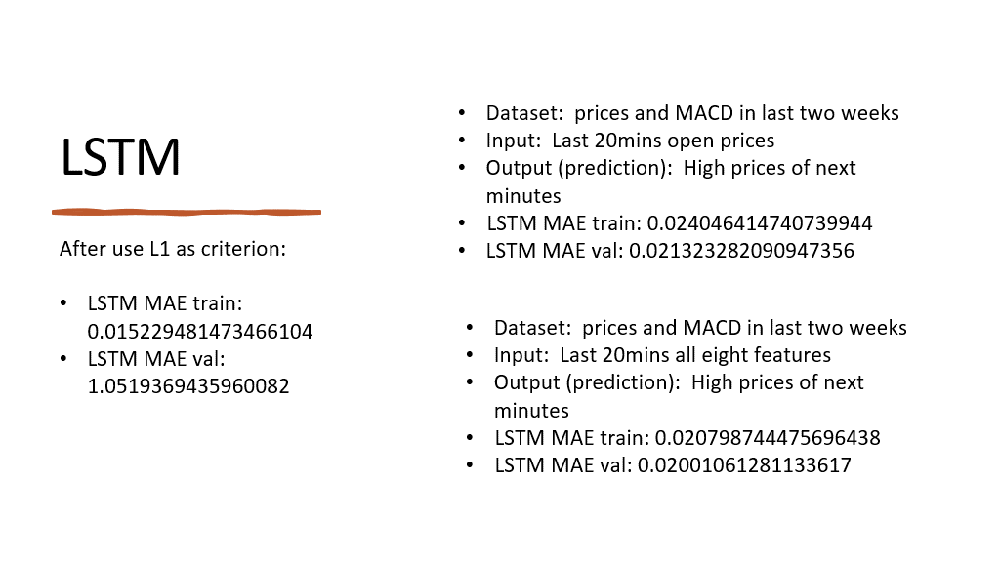 LSTM
After use L1 as criterion:
• LSTM MAE train:
0.015229481473466104
• LSTM MAE val:
1.0519369435960082
• Dataset: prices and MACD in last two weeks
• Input: Last 20mins open prices
• Output (prediction): High prices of next
minutes
• LSTM MAE train: 0.024046414740739944
• LSTM MAE val: 0.021323282090947356
• Dataset: prices and MACD in last two weeks
• Input: Last 20mins all eight features
• Output (prediction): High prices of next
minutes
• LSTM MAE train: 0.020798744475696438
• LSTM MAE val: 0.02001061281133617